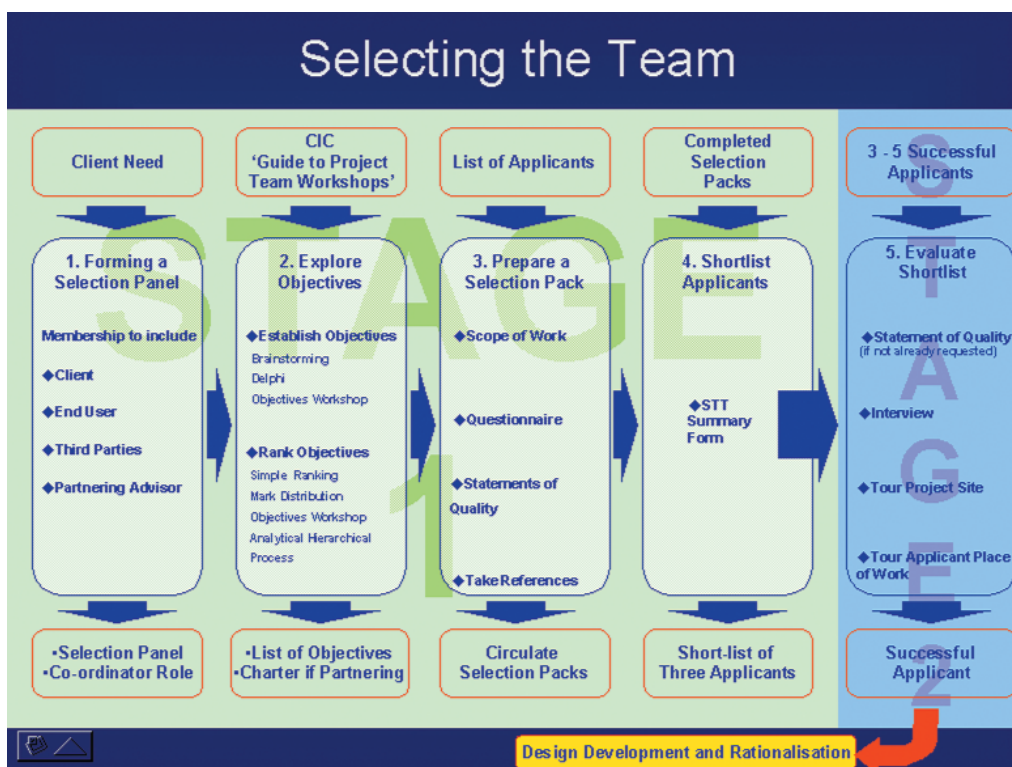 Selecting the Team
Client Need
CIC
'Guide to Project
Team Workshops'
List of Applicants
Completed
Selection
Packs
3 - 5 Successful
Applicants
STAGE
1
STAGE
2
1. Forming a
Selection Panel
Membership to include
◆Client
◆End User
◆Third Parties
◆Partnering Advisor
2. Explore
Objectives
◆Establish Objectives
Brainstorming
Delphi
Objectives Workshop
◆Rank Objectives
Simple Ranking
Mark Distribution
Objectives Workshop
Analytical Hierarchical
Process
3. Prepare a
Selection Pack
◆Scope of Work
◆Questionnaire
◆Statements of
Quality
◆Take References
4. Shortlist
Applicants
◆STT
Summary
Form
5. Evaluate
Shortlist
◆Statement of Quality
(if not already requested)
◆Interview
◆Tour Project Site
◆Tour Applicant Place
of Work
•Selection Panel
•Co-ordinator Role
•List of Objectives
•Charter if Partnering
Circulate
Selection Packs
Short-list of
Three Applicants
Successful
Applicant
Design Development and Rationalisation